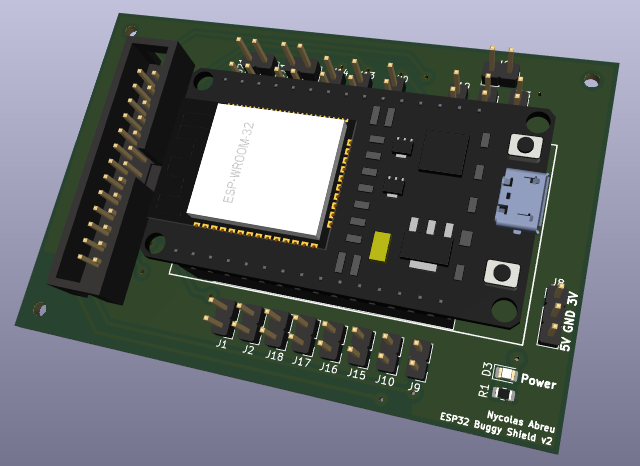 ESP-WROOM-32
J8
5V GND 3V
J1
J2
J18
J17
J16
J15
J10
J9
D3
Power
R1
Nycolas Abreu
ESP32 Buggy Shield v2